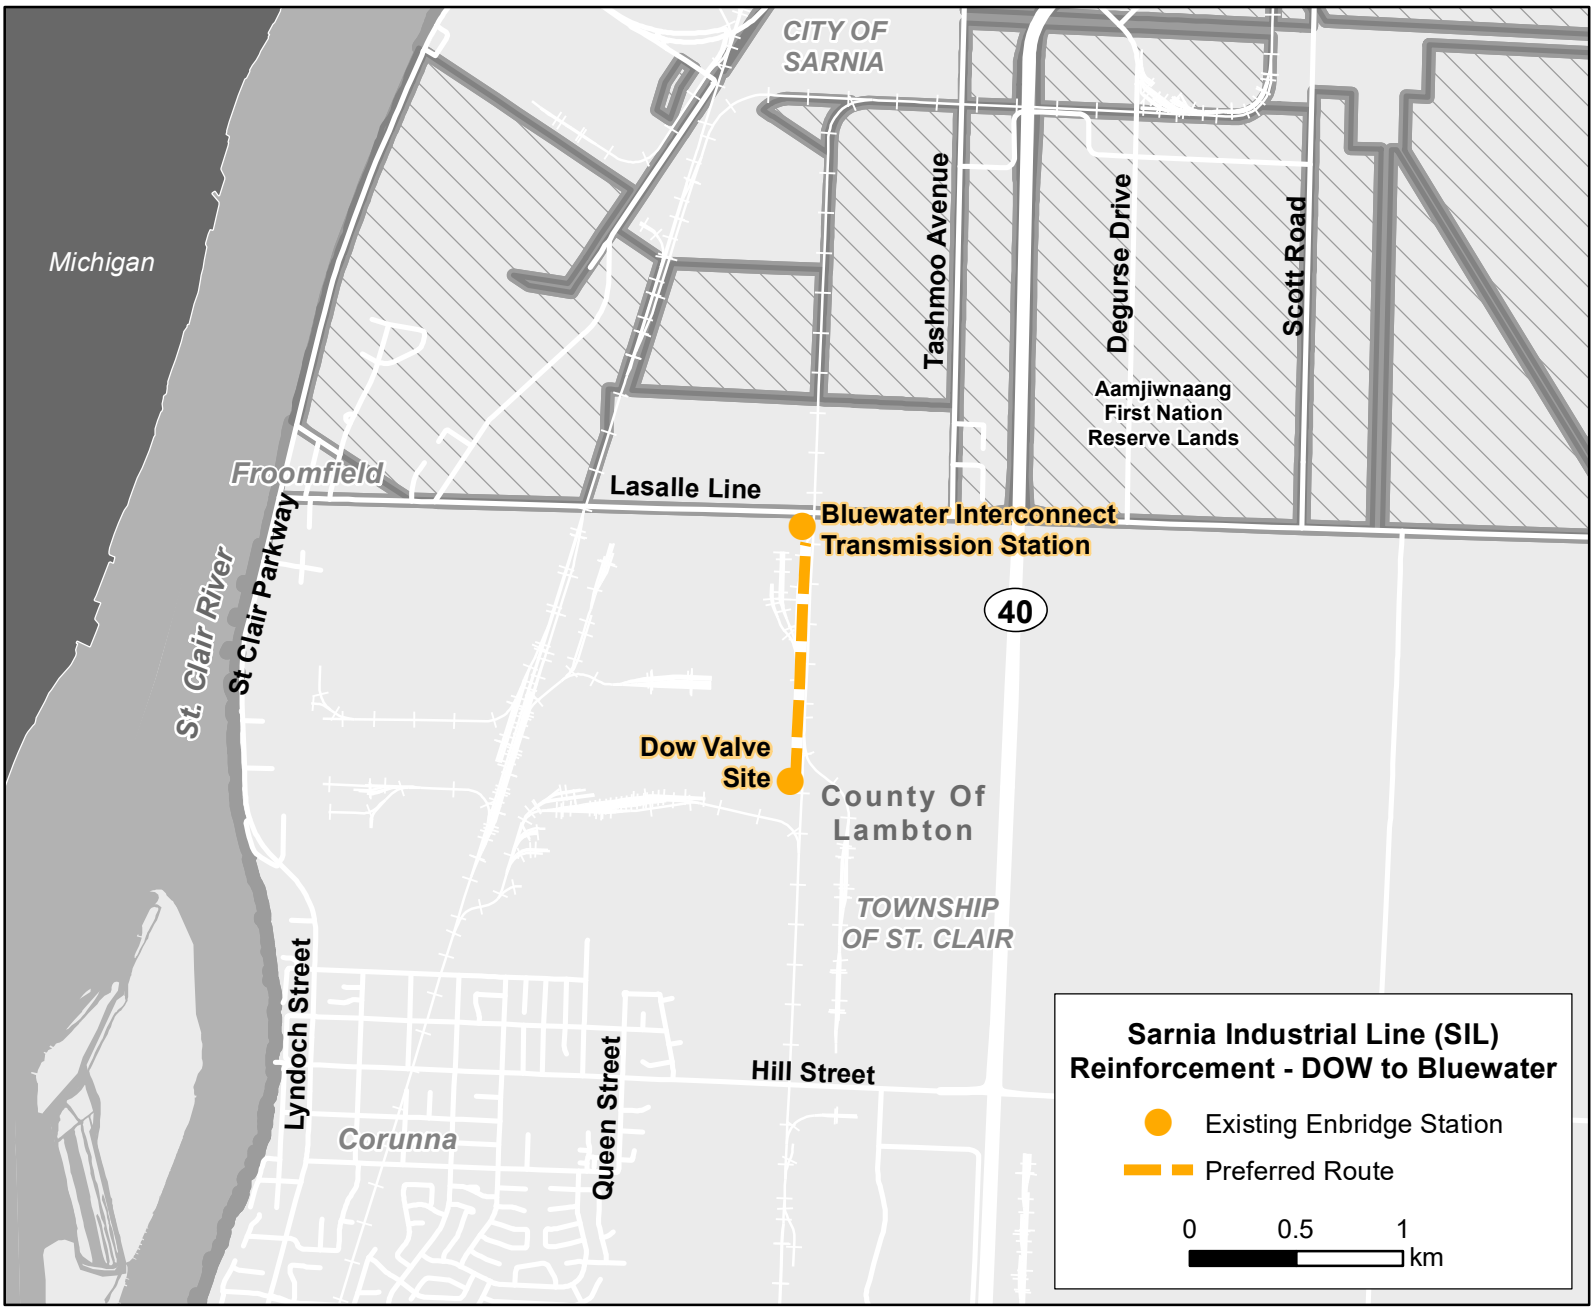 CITY OF
SARNIA
Michigan
Tashmoo Avenue
Degurse Drive
Scott Road
Aamjiwnaang
First Nation
Reserve Lands
Froomfield
Lasalle Line
Bluewater Interconnect
Transmission Station
St. Clair River
St Clair Parkway
40
Dow Valve
Site
County Of
Lambton
TOWNSHIP
OF ST. CLAIR
Lyndoch Street
Queen Street
Hill Street
Corunna
Sarnia Industrial Line (SIL)
Reinforcement - DOW to Bluewater
Existing Enbridge Station
Preferred Route
0 0.5 1
km